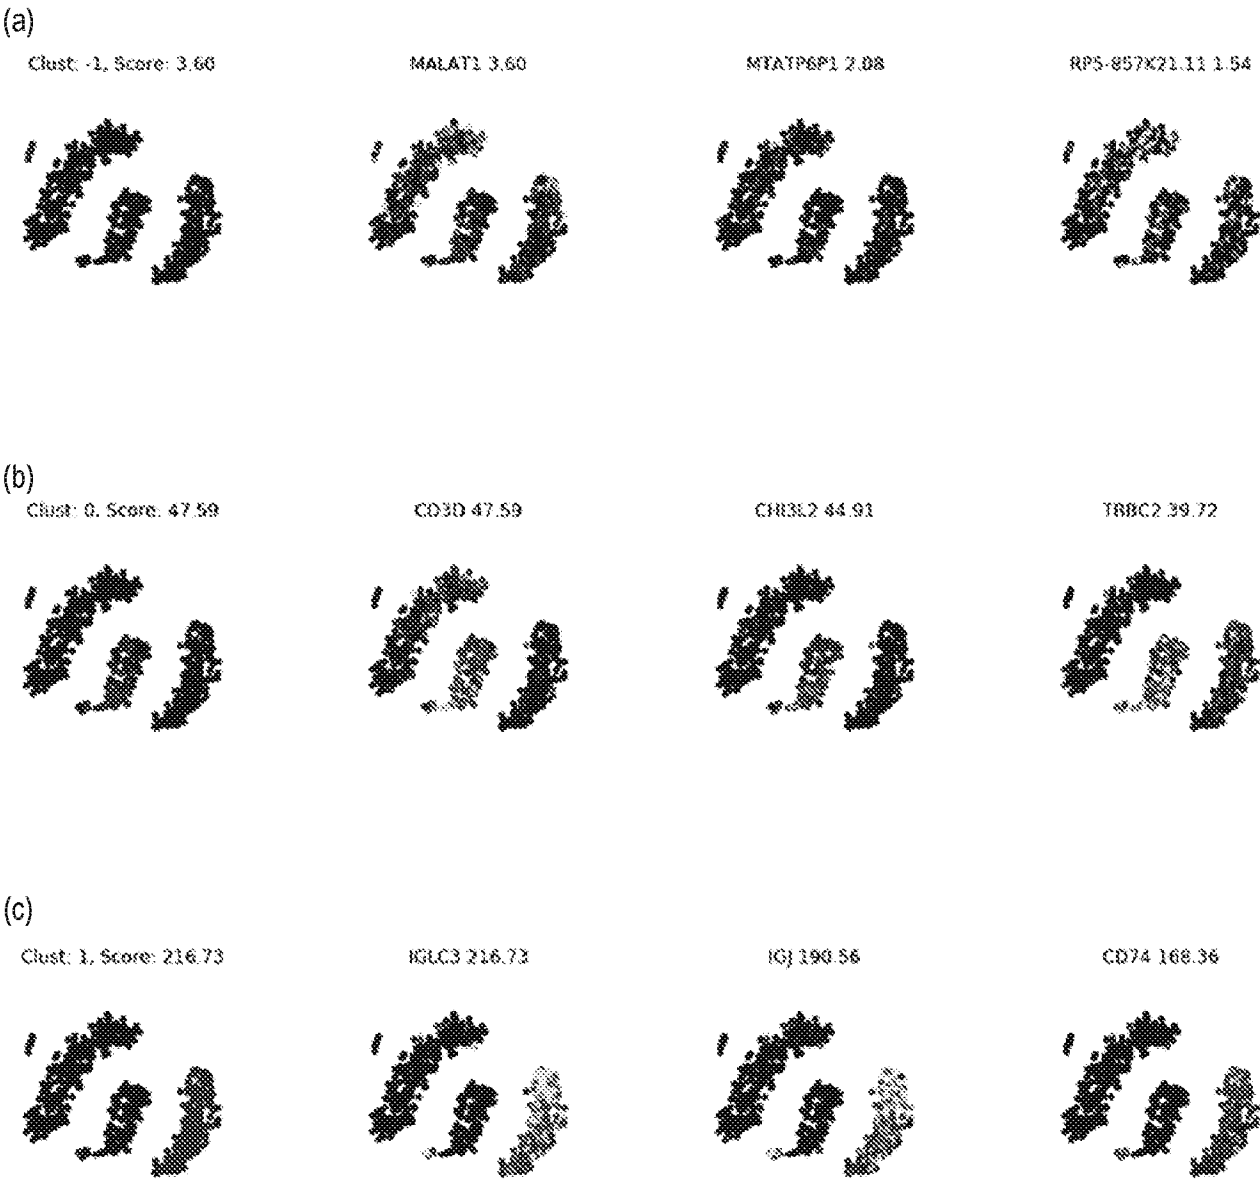 (a)
Clust: -1, Score: 3.60 MALAT1 3.60 MTATP6P1 2.08 RP5-857K21.11 1.54
(b)
Clust: 0, Score: 47.59 CD3D 47.59 CHI3L2 44.91 TRBC2 39.72
(c)
Clust: 1, Score: 216.73 IGLC3 216.73 IGJ 190.56 CD74 168.36